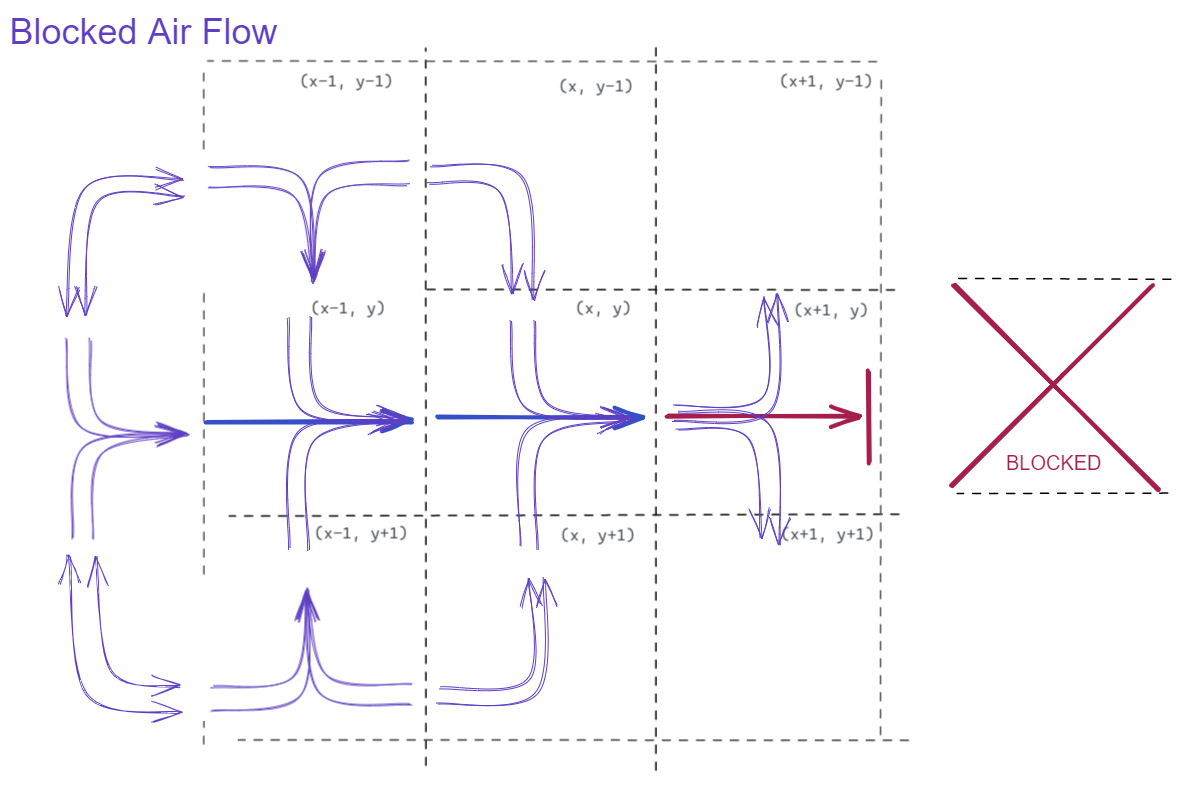 Blocked Air Flow
(x-1, y-1)
(x, y-1)
(x+1, y-1)
(x-1, y)
(x, y)
(x+1, y)
BLOCKED
(x-1, y+1)
(x, y+1)
(x+1, y+1)